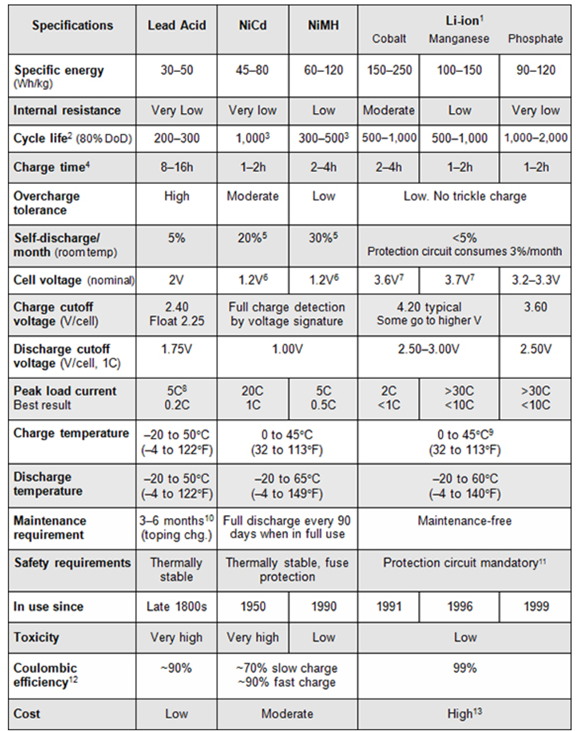 Specifications Lead Acid NiCd NiMH Li-ion¹
Cobalt Manganese Phosphate
Specific energy (Wh/kg) 30–50 45–80 60–120 150–250 100–150 90–120
Internal resistance Very Low Very low Low Moderate Low Very low
Cycle life² (80% DoD) 200–300 1,000³ 300–500³ 500–1,000 500–1,000 1,000–2,000
Charge time⁴ 8–16h 1–2h 2–4h 2–4h 1–2h 1–2h
Overcharge tolerance High Moderate Low Low. No trickle charge
Self-discharge/ month (room temp) 5% 20%⁵ 30%⁵ <5%
Protection circuit consumes 3%/month
Cell voltage (nominal) 2V 1.2V⁶ 1.2V⁶ 3.6V⁷ 3.7V⁷ 3.2–3.3V
Charge cutoff voltage (V/cell) 2.40 Float 2.25 Full charge detection by voltage signature 4.20 typical Some go to higher V 3.60
Discharge cutoff voltage (V/cell, 1C) 1.75V 1.00V 2.50–3.00V 2.50V
Peak load current 5C⁸ 20C 5C 2C >30C >30C
Best result 0.2C 1C 0.5C <1C <10C <10C
Charge temperature –20 to 50°C 0 to 45°C 0 to 45°C⁹
(–4 to 122°F) (32 to 113°F) (32 to 113°F)
Discharge temperature –20 to 50°C –20 to 65°C –20 to 60°C
(–4 to 122°F) (–4 to 149°F) (–4 to 140°F)
Maintenance requirement 3–6 months¹⁰ (toping chg.) Full discharge every 90 days when in full use Maintenance-free
Safety requirements Thermally stable Thermally stable, fuse protection Protection circuit mandatory¹¹
In use since Late 1800s 1950 1990 1991 1996 1999
Toxicity Very high Very high Low Low
Coulombic efficiency¹² ~90% ~70% slow charge ~90% fast charge 99%
Cost Low Moderate High¹³